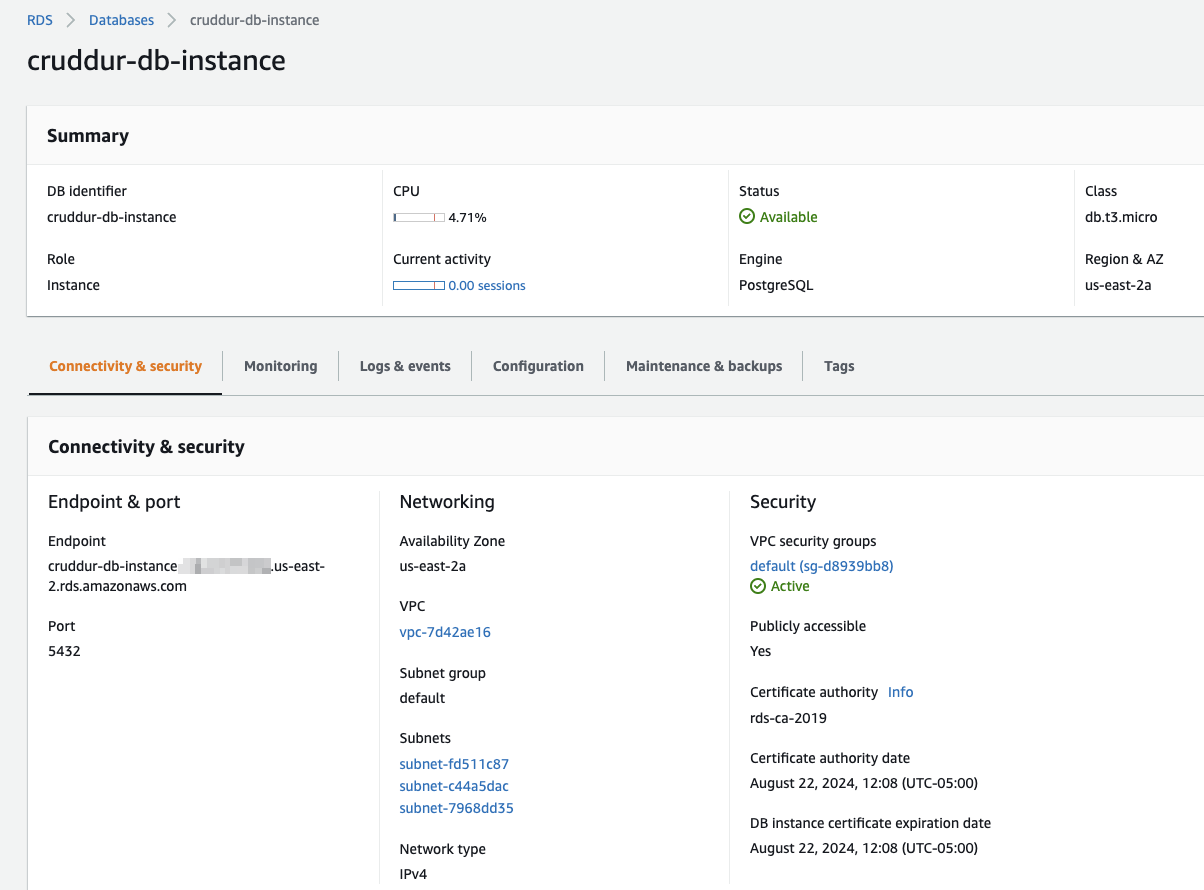 RDS > Databases > cruddur-db-instance
cruddur-db-instance
Summary
DB identifier
cruddur-db-instance
CPU
4.71%
Status
Available
Class
db.t3.micro
Role
Instance
Current activity
0.00 sessions
Engine
PostgreSQL
Region & AZ
us-east-2a
Connectivity & security
Monitoring
Logs & events
Configuration
Maintenance & backups
Tags
Connectivity & security
Endpoint & port
Endpoint
cruddur-db-instance .us-east-
2.rds.amazonaws.com
Port
5432
Networking
Availability Zone
us-east-2a
VPC
vpc-7d42ae16
Subnet group
default
Subnets
subnet-fd511c87
subnet-c44a5dac
subnet-7968dd35
Network type
IPv4
Security
VPC security groups
default (sg-d8939bb8)
Active
Publicly accessible
Yes
Certificate authority Info
rds-ca-2019
Certificate authority date
August 22, 2024, 12:08 (UTC-05:00)
DB instance certificate expiration date
August 22, 2024, 12:08 (UTC-05:00)